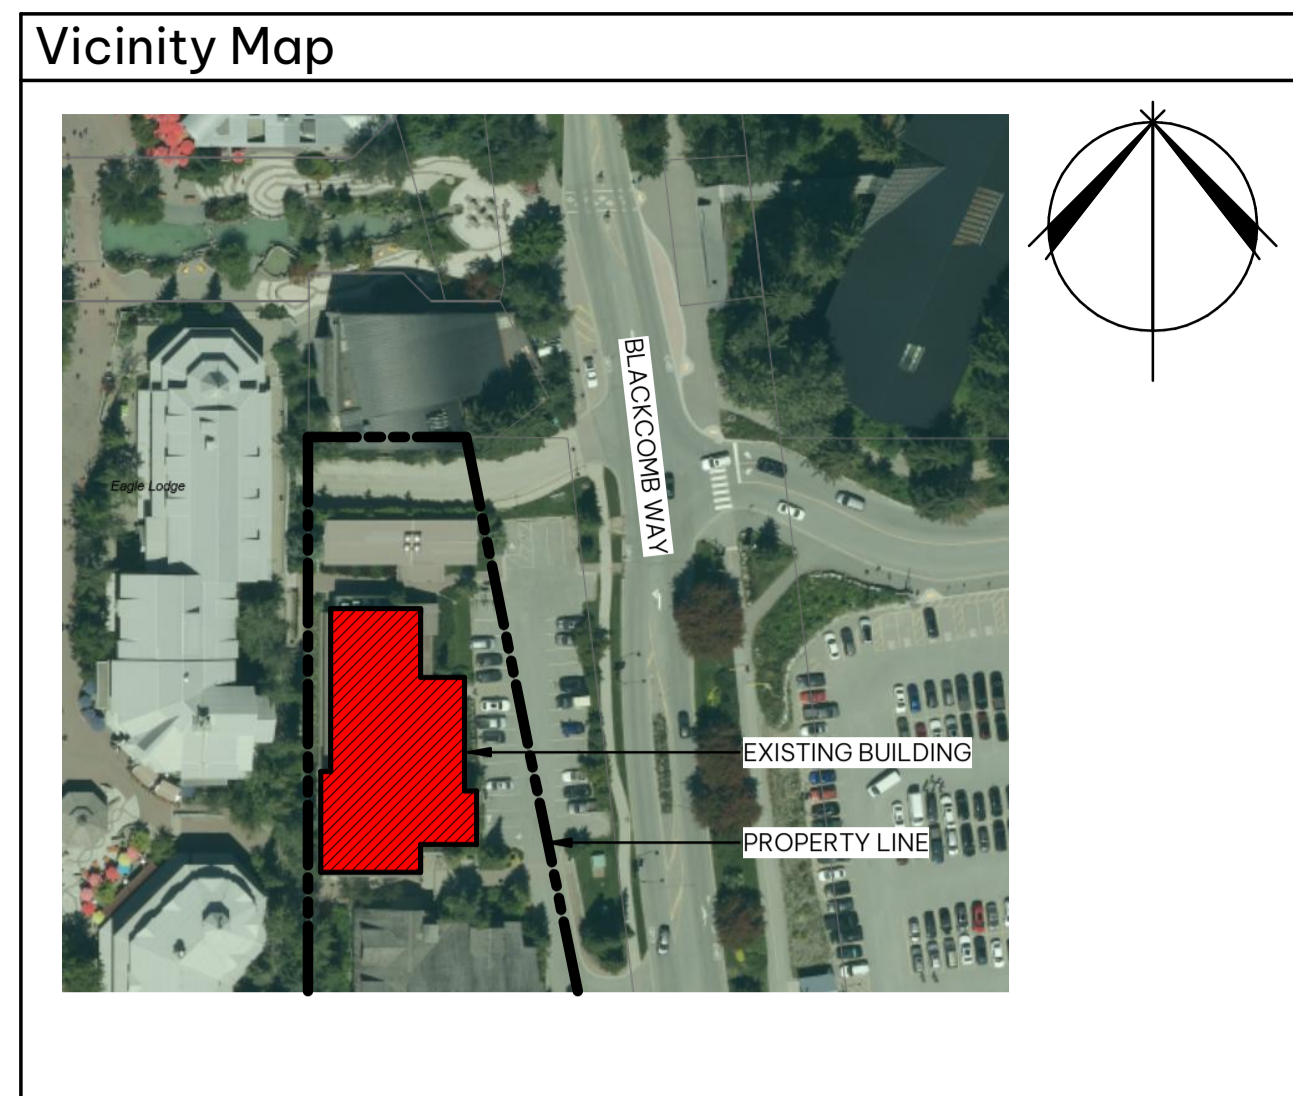 Vicinity Map
BLACKCOMB WAY
Eagle Lodge
EXISTING BUILDING
PROPERTY LINE